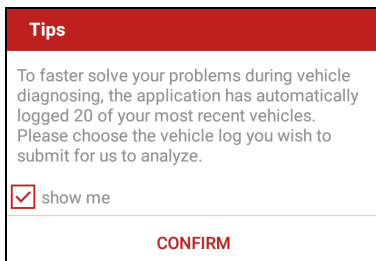 Tips
To faster solve your problems during vehicle
diagnosing, the application has automatically
logged 20 of your most recent vehicles.
Please choose the vehicle log you wish to
submit for us to analyze.
show me
CONFIRM